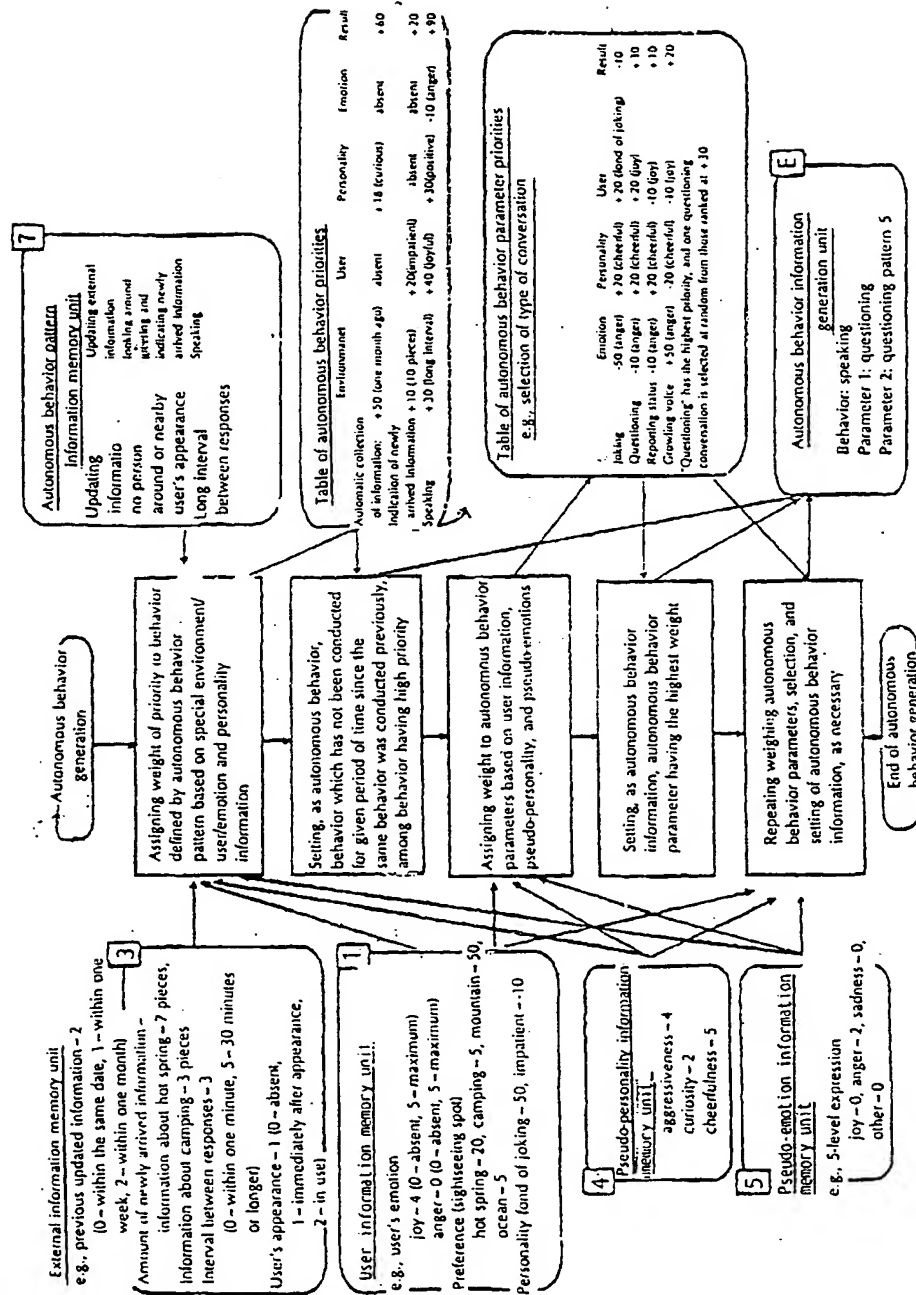 Autonomous behavior
generation
Assigning weight of priority to behavior
defined by autonomous behavior
pattern based on special environment/
user/emotion and personality
information
Setting, as autonomous behavior,
behavior which has not been conducted
for given period of time since the
same behavior was conducted previously,
among behavior having high priority
Assigning weight to autonomous behavior
parameters based on user information,
pseudo-personality, and pseudo-emotions
Setting, as autonomous behavior
information, autonomous behavior
parameter having the highest weight
Repeating weighing autonomous
behavior parameters, selection, and
setting of autonomous behavior
information, as necessary
End of autonomous
behavior generation
External information memory unit
e.g., previous updated information – 2
(0 – within the same date, 1 – within one
week, 2 – within one month)
3
Amount of newly arrived information –
information about hot spring – 7 pieces,
Information about camping – 3 pieces
Interval between responses – 3
(0 – within one minute, 5 – 30 minutes
or longer)
User's appearance – 1 (0 – absent,
1 – immediately after appearance,
2 – in use)
1
User information memory unit
e.g., user's emotion
joy – 4 (0 – absent, 5 – maximum)
anger – 0 (0 – absent, 5 – maximum)
Preference (sightseeing spot)
hot spring – 20, camping – 5, mountain – 50,
ocean – 5
Personality (fond of joking – 50, impatient – -10
4
Pseudo-personality information
memory unit –
aggressiveness – 4
curiosity – 2
cheerfulness – 5
5
Pseudo-emotion information
memory unit
e.g., 5-level expression
joy – 0, anger – 2, sadness – 0,
other – 0
7
Autonomous behavior pattern
Information memory unit
Updating informatio Updating external information
no person around or nearby looking around
user's appearance greeting and indicating newly arrived information
Long interval between responses Speaking
Table of autonomous behavior priorities
Environmanet User Personality Emotion Result
Automatic collection
of information: +50 (one month ago) absent +18 (curious) absent +60
Indication of newly
arrived information +10 (10 pieces) +20(impatient) absent absent +20
Speaking +30 (long interval) +40 (joyful) +30(positive) -10 (anger) +90
Table of autonomous behavior parameter priorities
e.g., selection of type of conversation
Emotion Personality User Result
Joking -50 (anger) +20 (cheerful) +20 (fond of joking) -10
Questioning -10 (anger) +20 (cheerful) +20 (joy) +10
Reporting status -10 (anger) +20 (cheerful) -10 (joy) +10
Growling voice +50 (anger) -20 (cheerful) -10 (joy) +20
"Questioning" has the highest priority, and one questioning
convenation is selected at random from those ranked at +30
E
Autonomous behavior information
generation unit
Behavior: speaking
Parameter 1: questioning
Parameter 2: questioning pattern 5